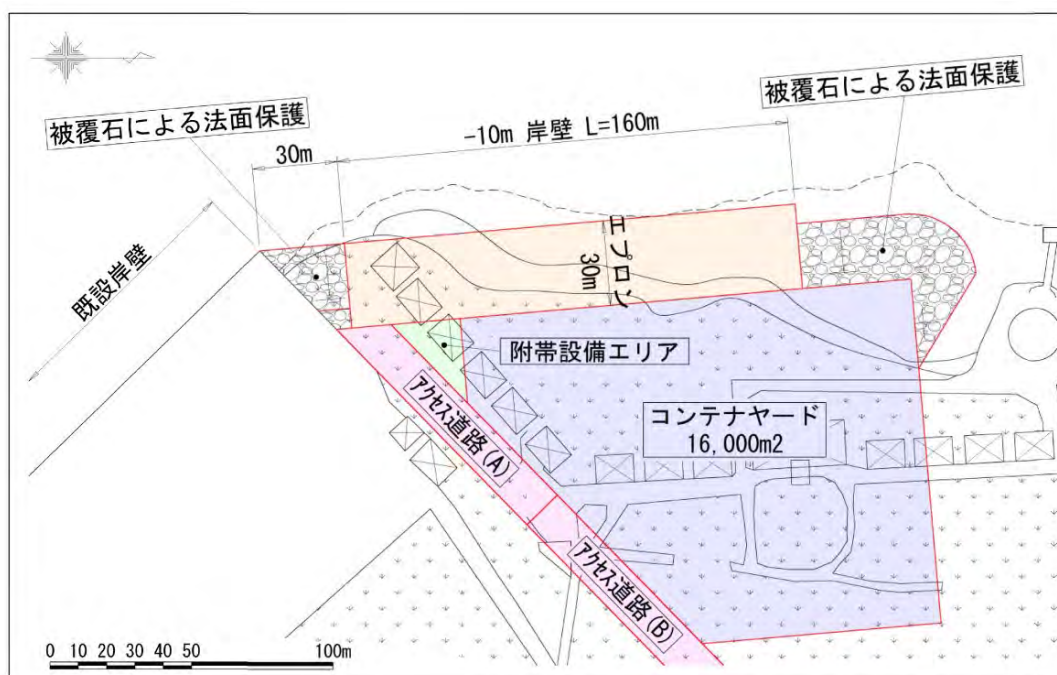 被覆石による法面保護
被覆石による法面保護
-10m 岸壁 L=160m
30m
既設岸壁
エプロン
30m
附帯設備エリア
アクセス道路(A)
コンテナヤード
16,000m2
アクセス道路(B)
0 10 20 30 40 50 100m